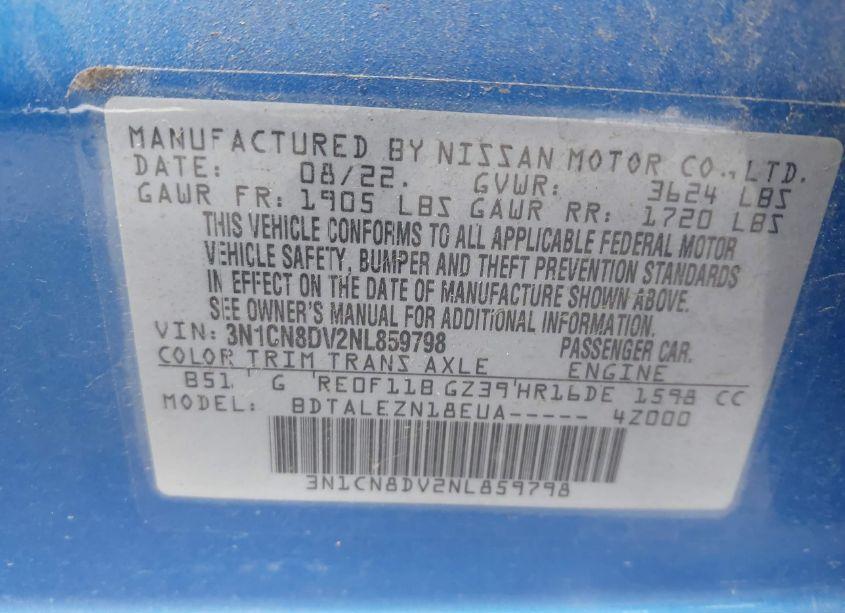 MANUFACTURED BY NISSAN MOTOR CO., LTD.
DATE: 08/22. GVWR: 3624 LBS
GAWR FR: 1905 LBS GAWR RR: 1720 LBS
THIS VEHICLE CONFORMS TO ALL APPLICABLE FEDERAL MOTOR
VEHICLE SAFETY, BUMPER AND THEFT PREVENTION STANDARDS
IN EFFECT ON THE DATE OF MANUFACTURE SHOWN ABOVE.
SEE OWNER'S MANUAL FOR ADDITIONAL INFORMATION.
VIN: 3N1CN8DV2NL859798 PASSENGER CAR.
COLOR TRIM TRANS AXLE ENGINE
B51 G RE0F11B GZ39 HR16DE 1598 CC
MODEL: BDTALEZN18EUA----- 4Z000
3N1CN8DV2NL859798